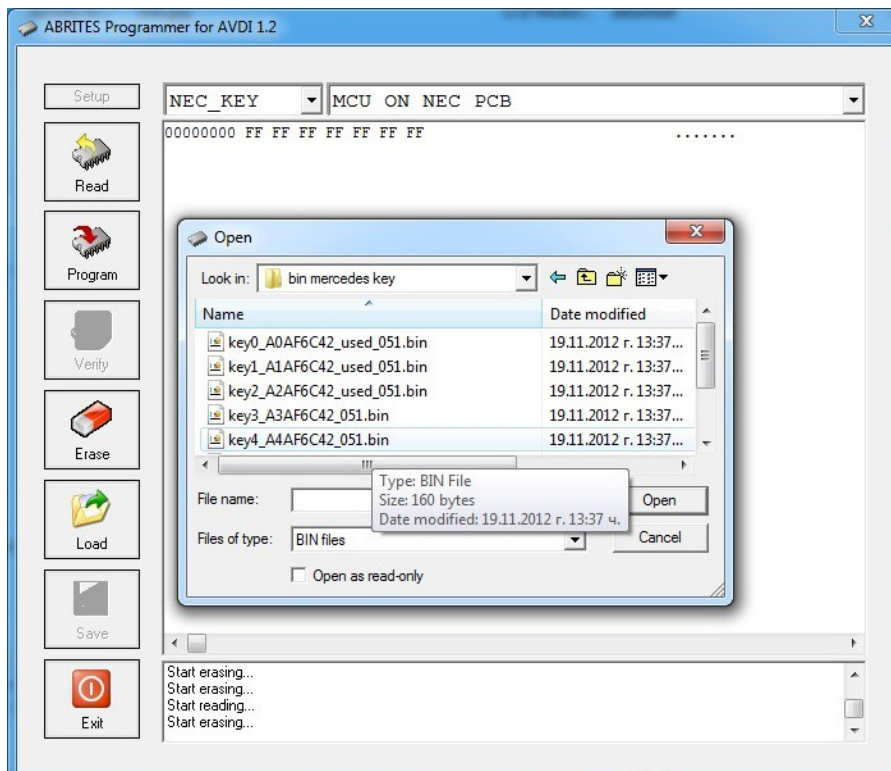 ABRITES Programmer for AVDI 1.2
Setup
NEC_KEY
MCU ON NEC PCB
00000000 FF FF FF FF FF FF FF .......
Read
Program
Verify
Erase
Load
Save
Exit
Open
Look in:
bin mercedes key
Name
Date modified
key0_A0AF6C42_used_051.bin 19.11.2012 г. 13:37...
key1_A1AF6C42_used_051.bin 19.11.2012 г. 13:37...
key2_A2AF6C42_used_051.bin 19.11.2012 г. 13:37...
key3_A3AF6C42_051.bin 19.11.2012 г. 13:37...
key4_A4AF6C42_051.bin 19.11.2012 г. 13:37...
Type: BIN File
Size: 160 bytes
Date modified: 19.11.2012 г. 13:37 ч.
File name:
Open
Files of type:
BIN files
Cancel
Open as read-only
Start erasing...
Start erasing...
Start reading...
Start erasing...